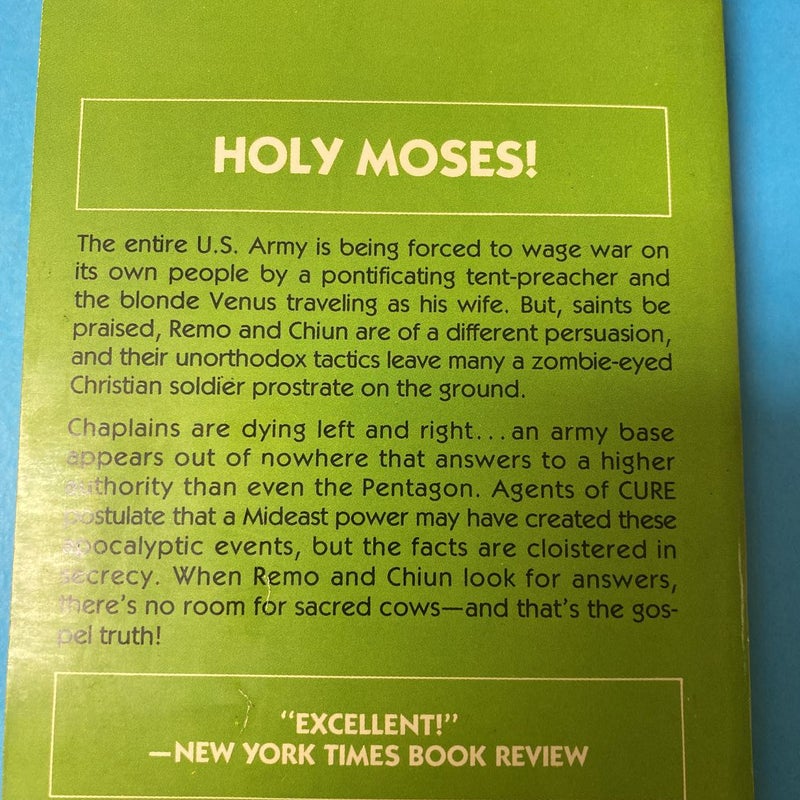 HOLY MOSES!
The entire U.S. Army is being forced to wage war on
its own people by a pontificating tent-preacher and
the blonde Venus traveling as his wife. But, saints be
praised, Remo and Chiun are of a different persuasion,
and their unorthodox tactics leave many a zombie-eyed
Christian soldier prostrate on the ground.
Chaplains are dying left and right...an army base
appears out of nowhere that answers to a higher
authority than even the Pentagon. Agents of CURE
postulate that a Mideast power may have created these
apocalyptic events, but the facts are cloistered in
secrecy. When Remo and Chiun look for answers,
there's no room for sacred cows—and that's the gos-
pel truth!
"EXCELLENT!"
—NEW YORK TIMES BOOK REVIEW